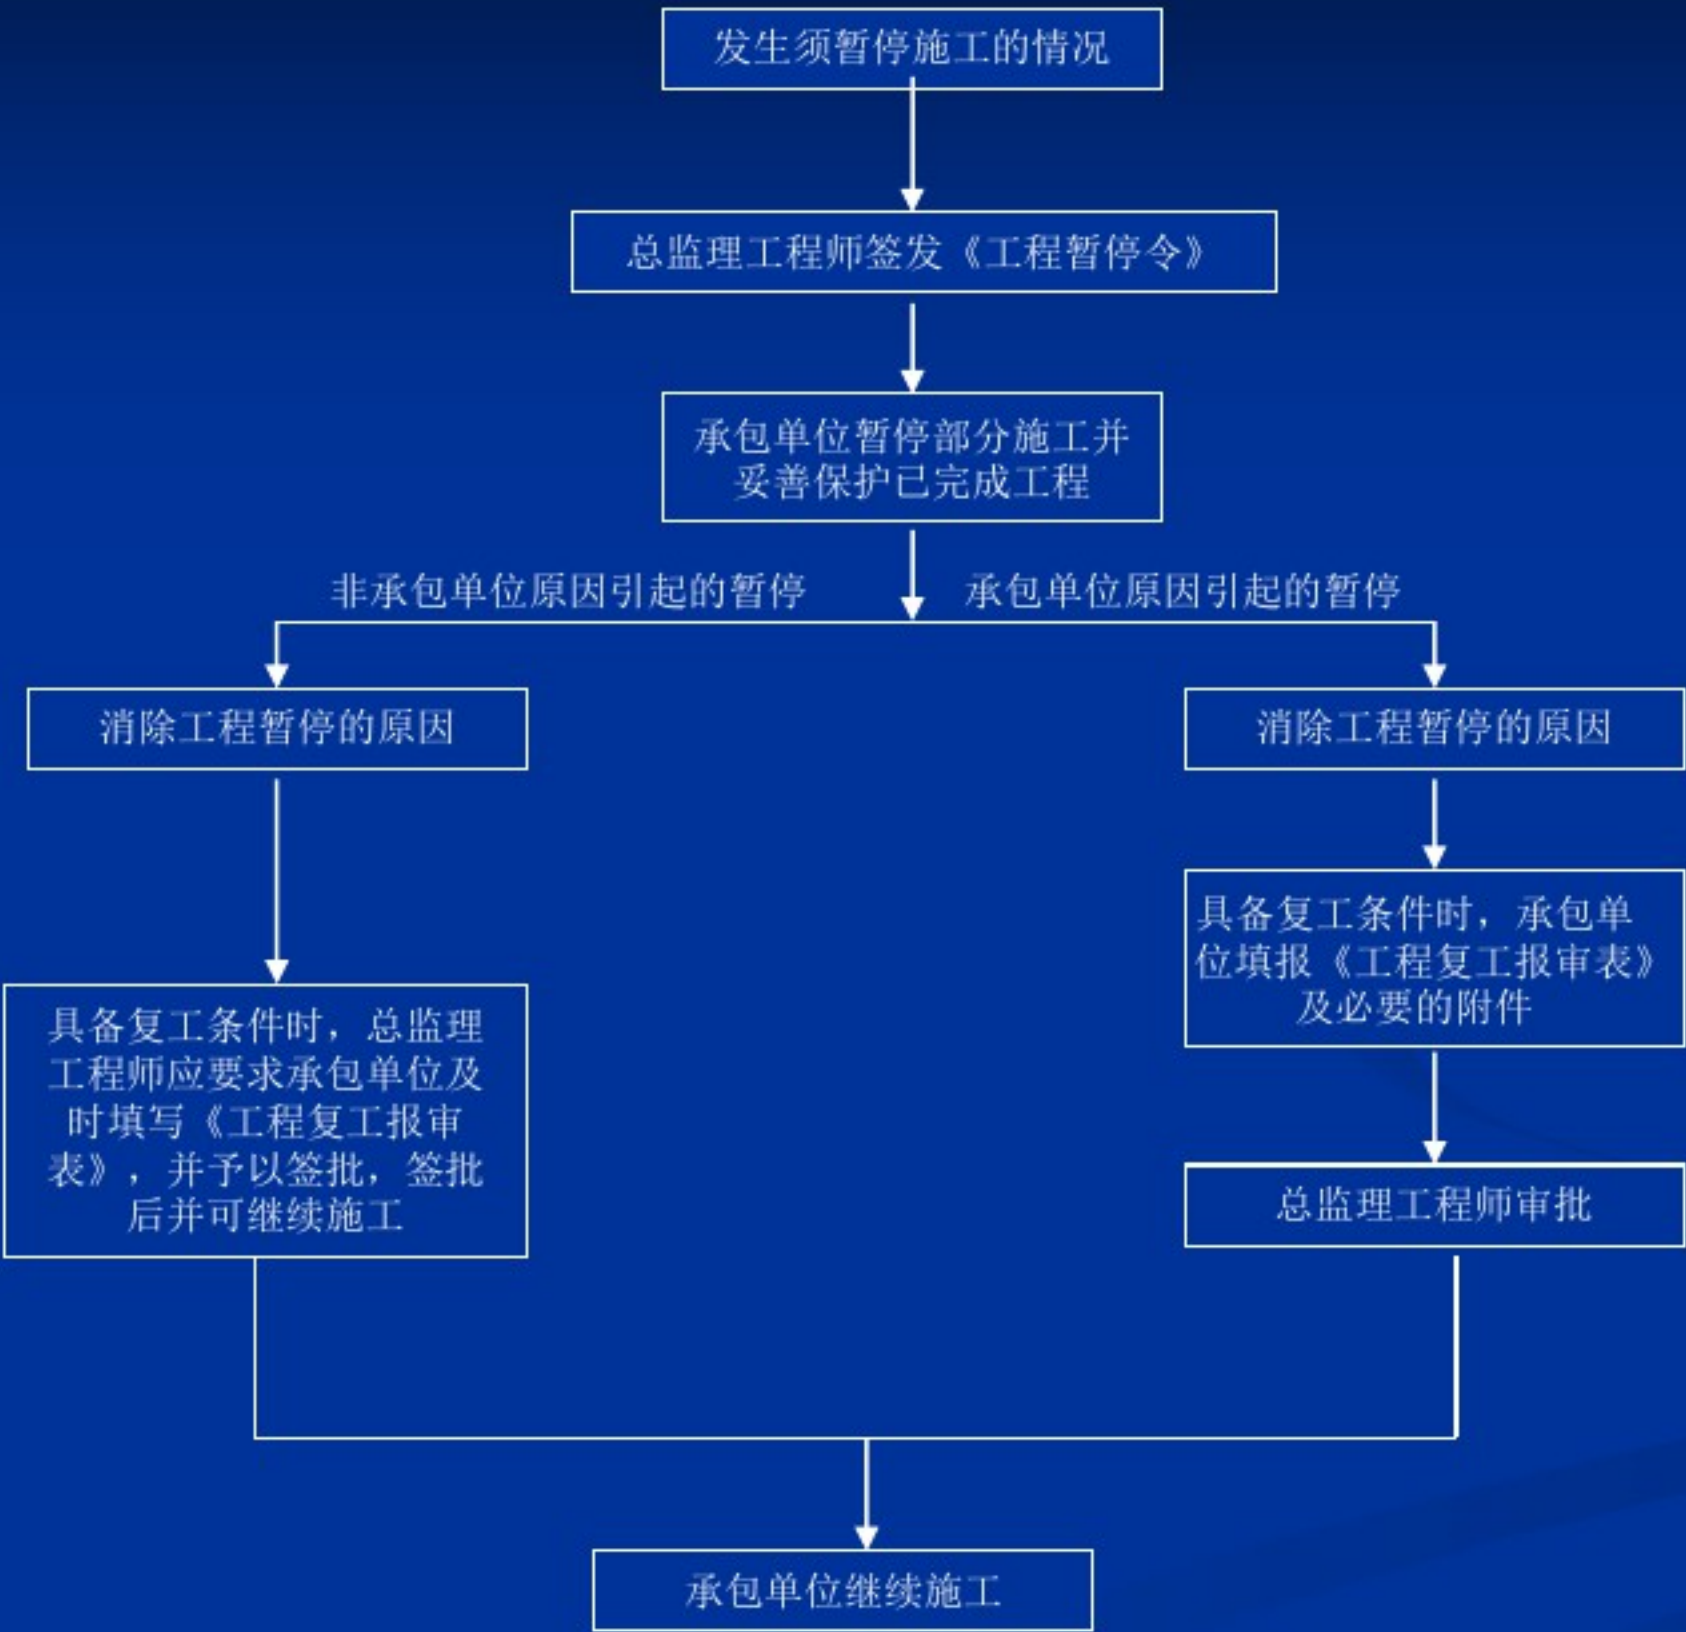 发生须暂停施工的情况
总监理工程师签发《工程暂停令》
承包单位暂停部分施工并
妥善保护已完成工程
非承包单位原因引起的暂停
承包单位原因引起的暂停
消除工程暂停的原因
消除工程暂停的原因
具备复工条件时，承包单
位填报《工程复工报审表》
及必要的附件
具备复工条件时，总监理
工程师应要求承包单位及
时填写《工程复工报审
表》，并予以签批，签批
后并可继续施工
总监理工程师审批
承包单位继续施工